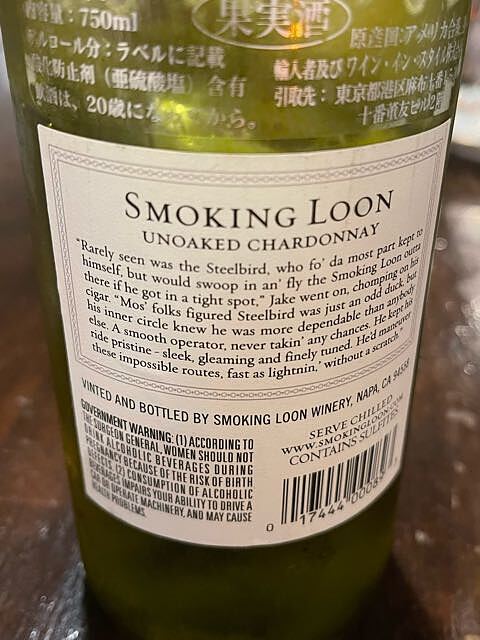 容量:750ml
果実酒
原産国:アメリカ合
アルコール分:ラベルに記載
輸入者及び ワイン・イン・スタイル株
酸化防止剤(亜硫酸塩)含有
引取先: 東京都港区麻布十番
飲酒は、20歳になってから。
十番董友ビル2階
SMOKING LOON
UNOAKED CHARDONNAY
"Rarely seen was the Steelbird, who fo' da most part kept to
himself, but would swoop in an' fly the Smoking Loon outta
there if he got in a tight spot," Jake went on, chomping on his
cigar. "Mos' folks figured Steelbird was just an odd duck, but
his inner circle knew he was more dependable than anybody
else. A smooth operator, never takin' any chances. He kept his
ride pristine - sleek, gleaming and finely tuned. He'd maneuver
these impossible routes, fast as lightnin,' without a scratch."
VINTED AND BOTTLED BY SMOKING LOON WINERY, NAPA, CA 94558
GOVERNMENT WARNING: (1) ACCORDING TO
THE SURGEON GENERAL, WOMEN SHOULD NOT
DRINK ALCOHOLIC BEVERAGES DURING
PREGNANCY BECAUSE OF THE RISK OF BIRTH
DEFECTS. (2) CONSUMPTION OF ALCOHOLIC
BEVERAGES IMPAIRS YOUR ABILITY TO DRIVE A
CAR OR OPERATE MACHINERY, AND MAY CAUSE
HEALTH PROBLEMS.
SERVE CHILLED
WWW.SMOKINGLOON.COM
CONTAINS SULFITES
0 17444 00085